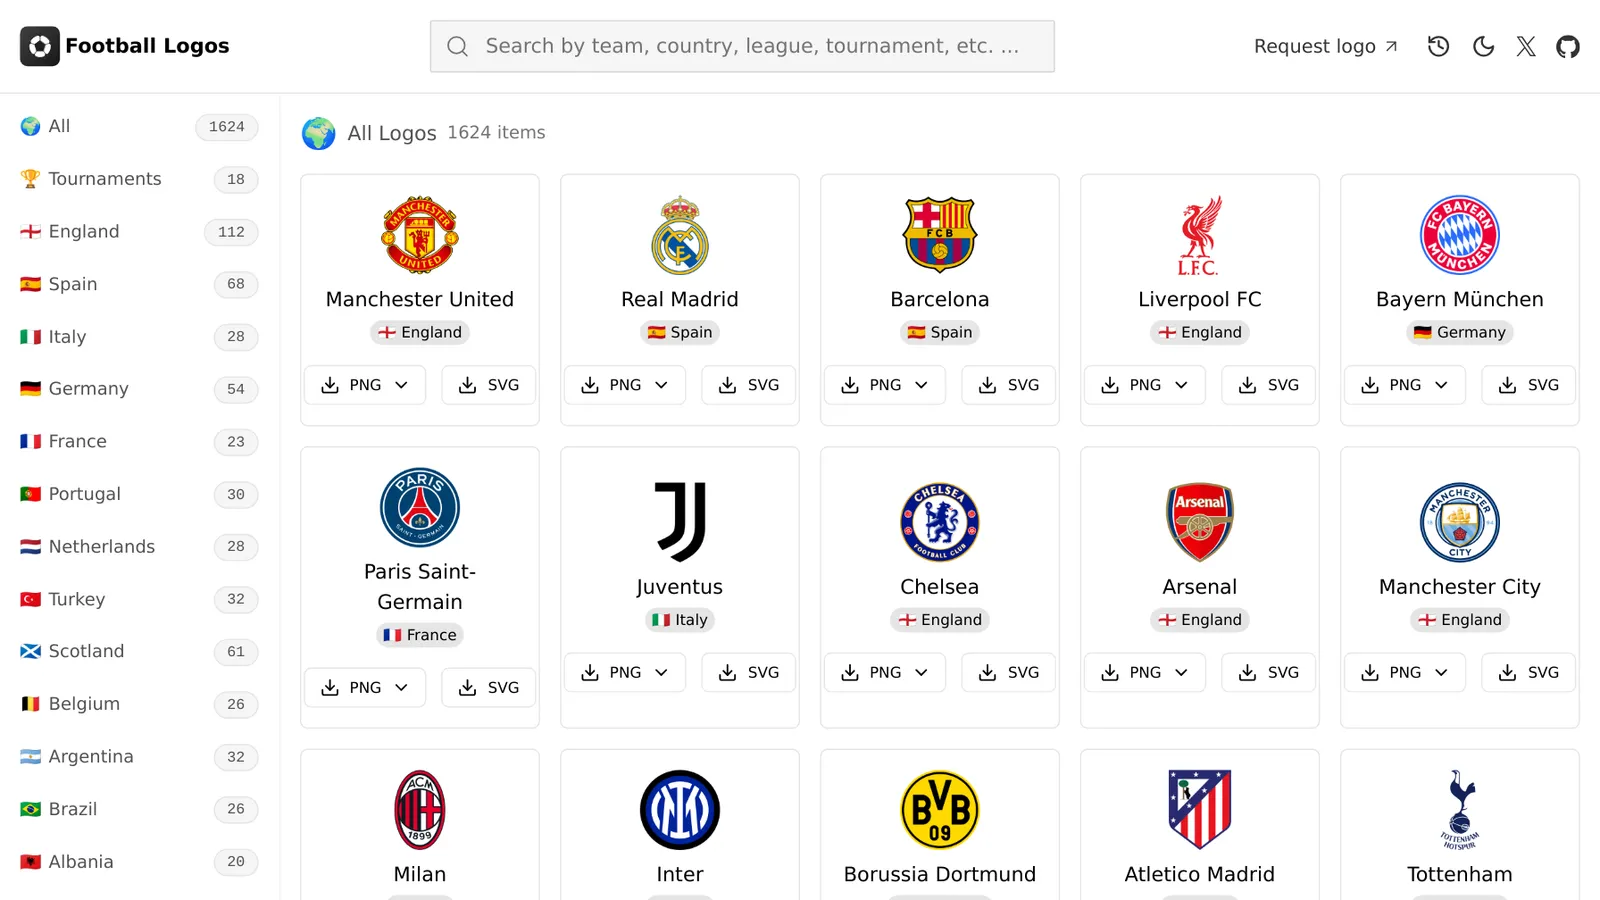 Football Logos
Search by team, country, league, tournament, etc. ...
Request logo
All 1624
Tournaments 18
England 112
Spain 68
Italy 28
Germany 54
France 23
Portugal 30
Netherlands 28
Turkey 32
Scotland 61
Belgium 26
Argentina 32
Brazil 26
Albania 20
All Logos 1624 items
MANCHESTER
UNITED
Manchester United
England
PNG SVG
Real Madrid
Spain
PNG SVG
FCB
Barcelona
Spain
PNG SVG
L.F.C.
Liverpool FC
England
PNG SVG
FC BAYERN
MÜNCHEN
Bayern München
Germany
PNG SVG
PARIS
SAINT-GERMAIN
Paris Saint-
Germain
France
PNG SVG
Juventus
Italy
PNG SVG
CHELSEA
FOOTBALL CLUB
Chelsea
England
PNG SVG
Arsenal
Arsenal
England
PNG SVG
MANCHESTER
CITY
Manchester City
England
PNG SVG
ACM
1899
Milan
Inter
BVB
09
Borussia Dortmund
Atletico Madrid
TOTTENHAM
HOTSPUR
Tottenham